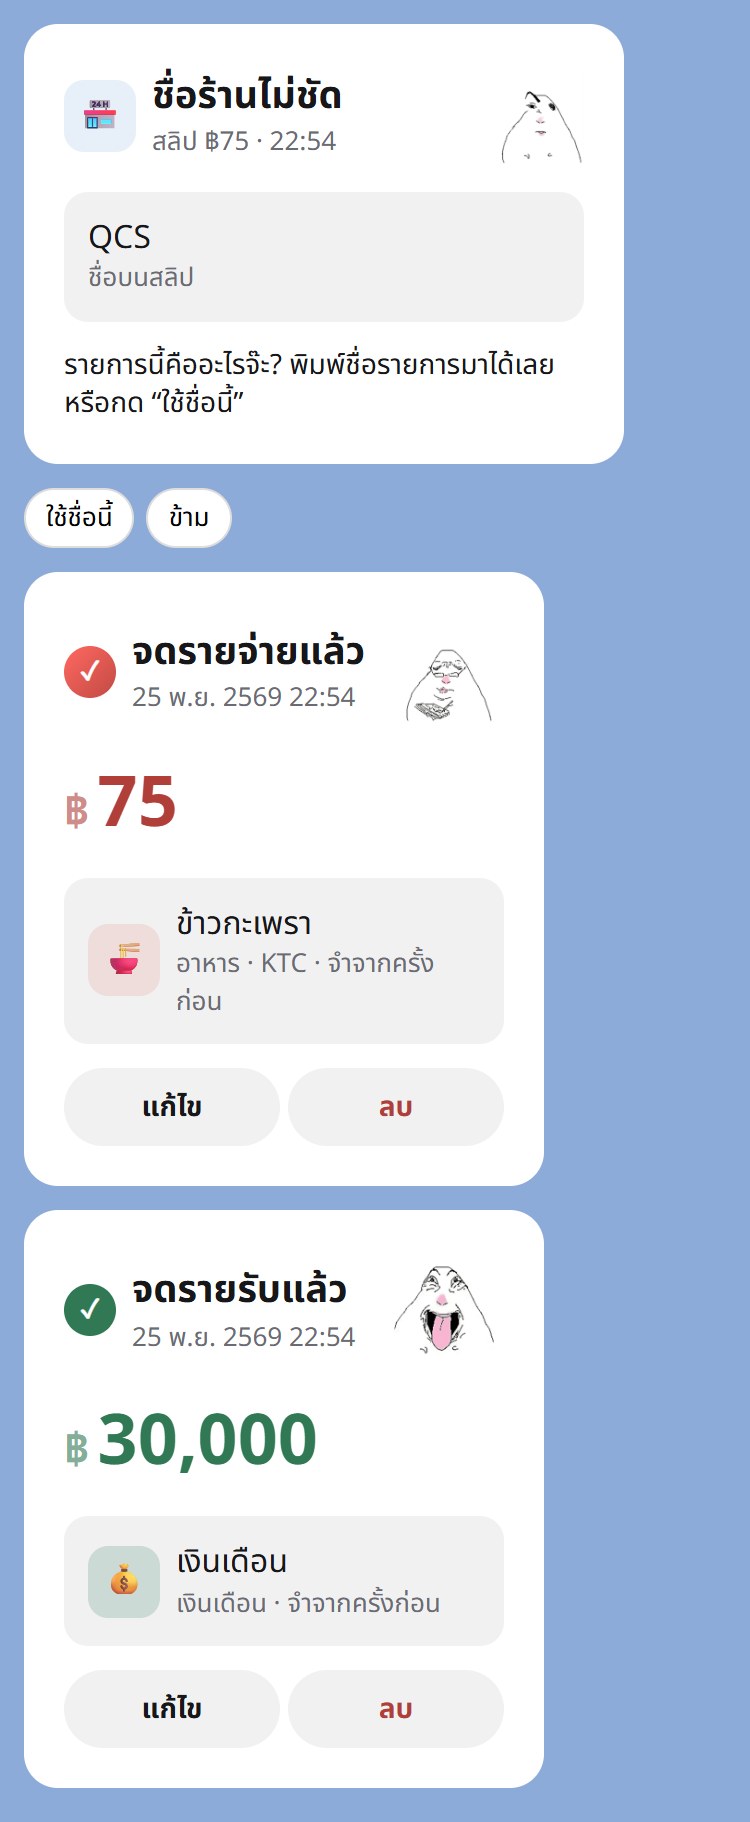 24 H
ชื่อร้านไม่ชัด
สลิป ฿75 · 22:54
QCS
ชื่อบนสลิป
รายการนี้คืออะไรจ๊ะ? พิมพ์ชื่อรายการมาได้เลย
หรือกด “ใช้ชื่อนี้”
ใช้ชื่อนี้
ข้าม
จดรายจ่ายแล้ว
25 พ.ย. 2569 22:54
฿ 75
ข้าวกะเพรา
อาหาร · KTC · จำจากครั้ง
ก่อน
แก้ไข
ลบ
จดรายรับแล้ว
25 พ.ย. 2569 22:54
฿ 30,000
เงินเดือน
เงินเดือน · จำจากครั้งก่อน
แก้ไข
ลบ